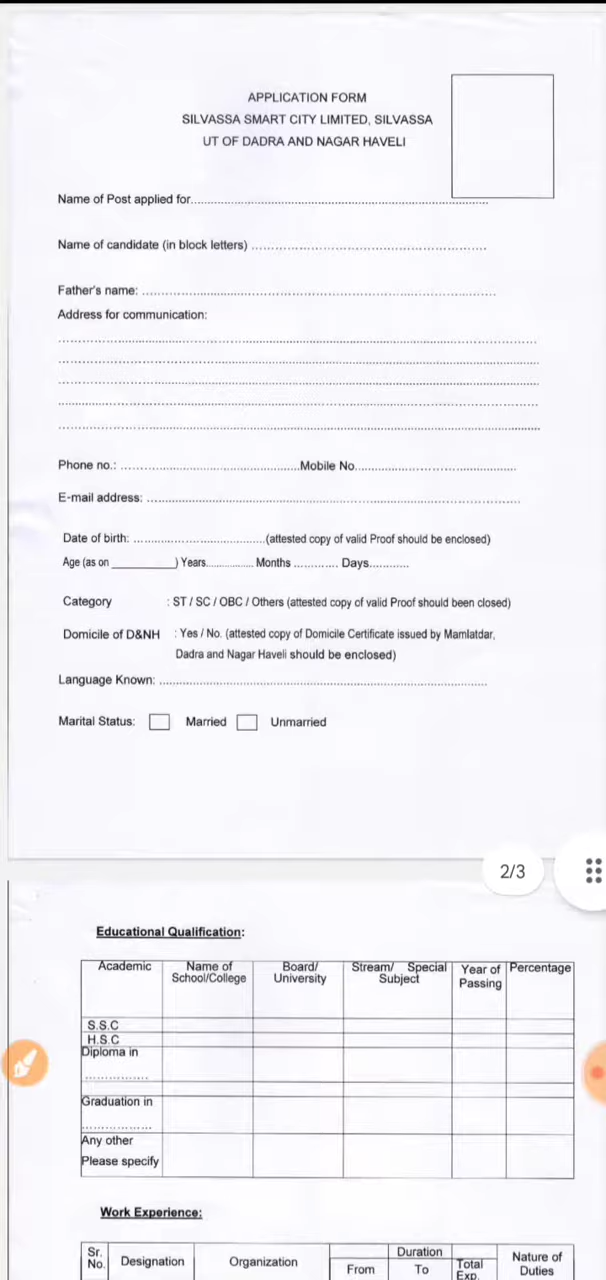 APPLICATION FORM
SILVASSA SMART CITY LIMITED, SILVASSA
UT OF DADRA AND NAGAR HAVELI
Name of Post applied for..........................................................................................
Name of candidate (in block letters) ......................................................................
Father's name: ..........................................................................................................
Address for communication:
................................................................................................................................................
................................................................................................................................................
................................................................................................................................................
................................................................................................................................................
................................................................................................................................................
Phone no.: ......................................................Mobile No................................................
E-mail address: ................................................................................................................
Date of birth: ........................................(attested copy of valid Proof should be enclosed)
Age (as on __________) Years................ Months ............. Days............
Category : ST / SC / OBC / Others (attested copy of valid Proof should been closed)
Domicile of D&NH : Yes / No. (attested copy of Domicile Certificate issued by Mamlatdar,
Dadra and Nagar Haveli should be enclosed)
Language Known: ..................................................................................................
Marital Status: Married Unmarried
2/3
Educational Qualification:
Academic Name of School/College Board/ University Stream/ Special Subject Year of Passing Percentage
S.S.C
H.S.C
Diploma in
..................
Graduation in
...................
Any other
Please specify
Work Experience:
Sr. No. Designation Organization Duration Nature of Duties
From To Total Exp.